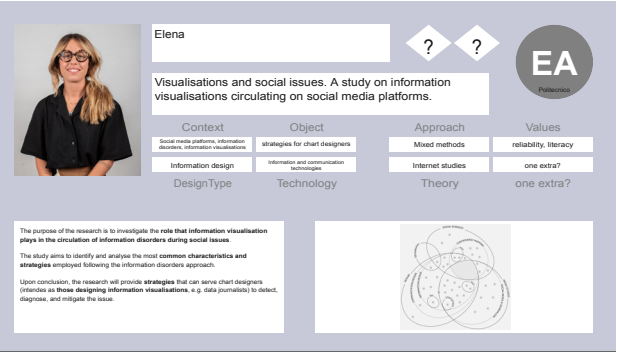 Elena
? ?
EA
Politecnico
Visualisations and social issues. A study on information
visualisations circulating on social media platforms.
Context Object Approach Values
Social media platforms, information
disorders, information visualisations
strategies for chart designers
Mixed methods
reliability, literacy
Information design
Information and communication
technologies
Internet studies
one extra?
DesignType Technology Theory one extra?
The purpose of the research is to investigate the role that information visualisation
plays in the circulation of information disorders during social issues.
The study aims to identify and analyse the most common characteristics and
strategies employed following the information disorders approach.
Upon conclusion, the research will provide strategies that can serve chart designers
(intendes as those designing information visualisations, e.g. data journalists) to detect,
diagnose, and mitigate the issue.